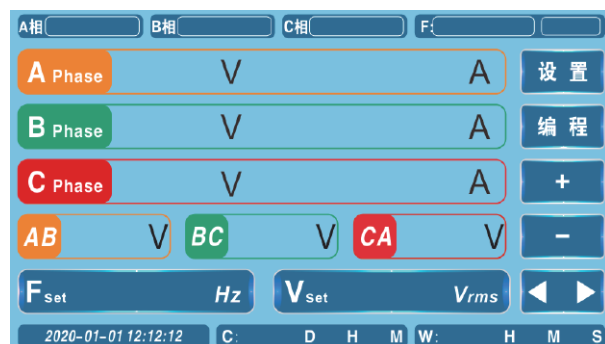 A相 B相 C相 F:
A Phase V A 设 置
B Phase V A 编 程
C Phase V A +
AB V BC V CA V −
F Set Hz V Set Vrms ◀ ▶
2020-01-01 12:12:12 C: D H M W: H M S